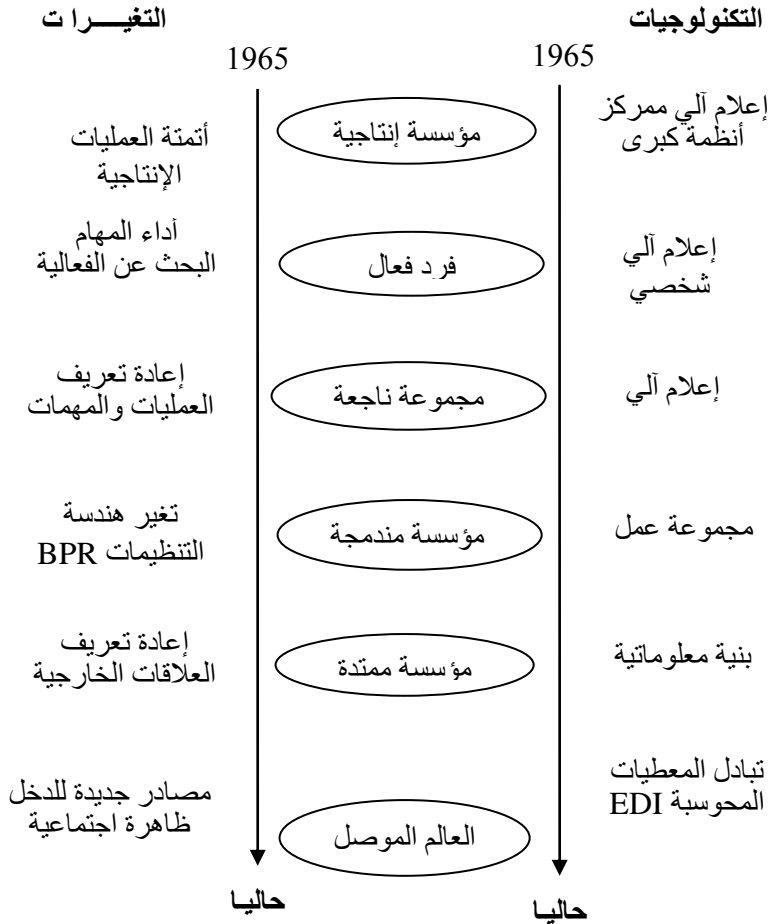 التكنولوجيات
التغيـــــرا ت
1965
1965
إعلام آلي ممركز
أنظمة كبرى
مؤسسة إنتاجية
أتمتة العمليات
الإنتاجية
إعلام آلي
شخصي
فرد فعال
أداء المهام
البحث عن الفعالية
إعلام آلي
مجموعة ناجعة
إعادة تعريف
العمليات والمهمات
مجموعة عمل
مؤسسة مندمجة
تغير هندسة
التنظيمات BPR
بنية معلوماتية
مؤسسة ممتدة
إعادة تعريف
العلاقات الخارجية
تبادل المعطيات
المحوسبة EDI
العالم الموصل
مصادر جديدة للدخل
ظاهرة اجتماعية
حاليـا
حاليـا